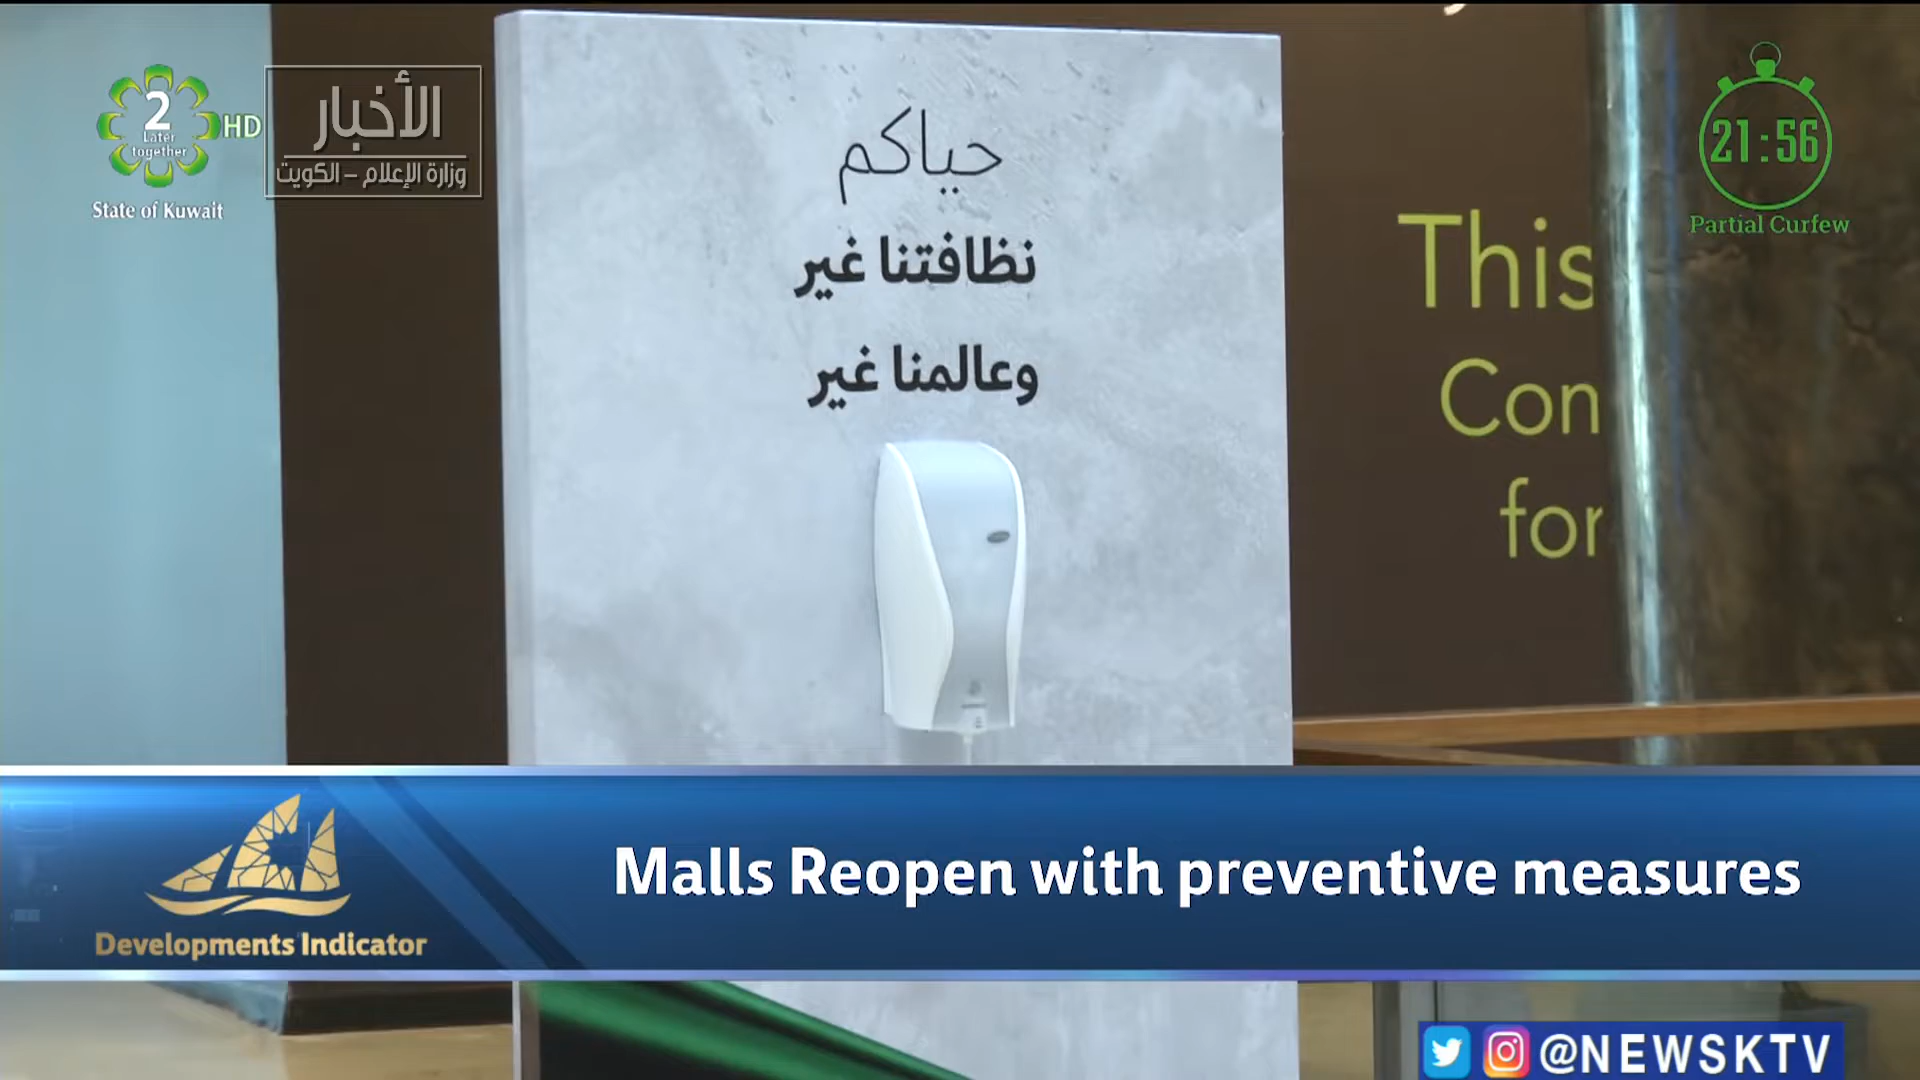 2
Later
together
HD
State of Kuwait
الأخبار
وزارة الإعلام – الكويت
21:56
Partial Curfew
حياكم
نظافتنا غير
وعالمنا غير
This
Con
for
Malls Reopen with preventive measures
Developments Indicator
@NEWSKTV